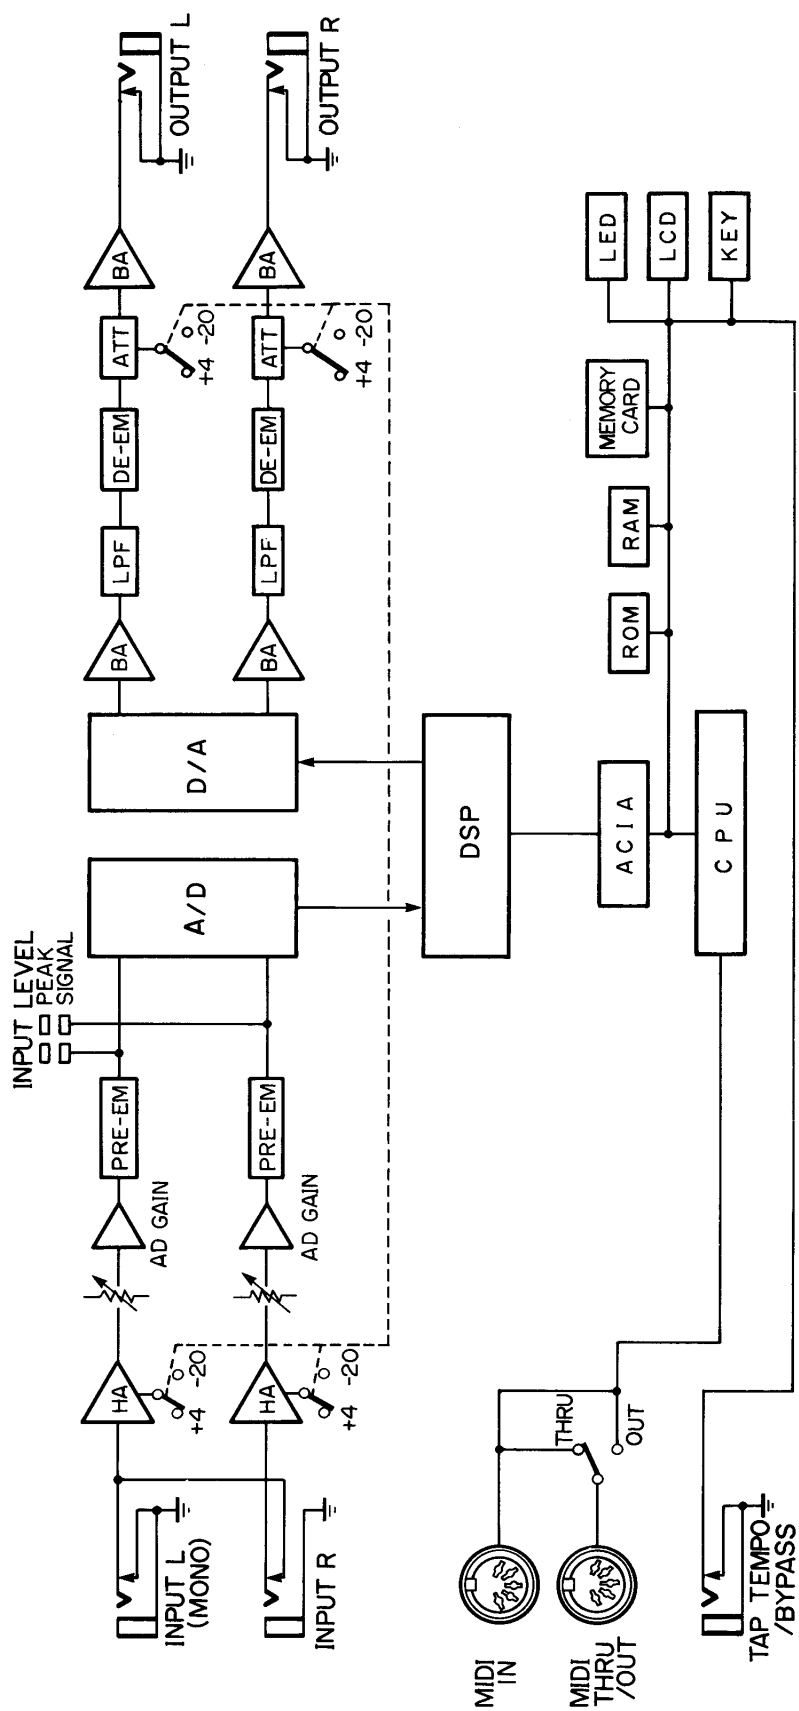 INPUT L
(MONO)
HA
+4
-20
AD GAIN
PRE-EM
INPUT LEVEL
PEAK
SIGNAL
A/D
D/A
BA
LPF
DE-EM
ATT
+4
-20
BA
OUTPUT L
INPUT R
HA
+4
-20
AD GAIN
PRE-EM
BA
LPF
DE-EM
ATT
+4
-20
BA
OUTPUT R
MIDI
IN
MIDI
THRU
/OUT
THRU
OUT
DSP
ACIA
CPU
ROM
RAM
MEMORY
CARD
LED
LCD
KEY
TAP TEMPO
/BYPASS